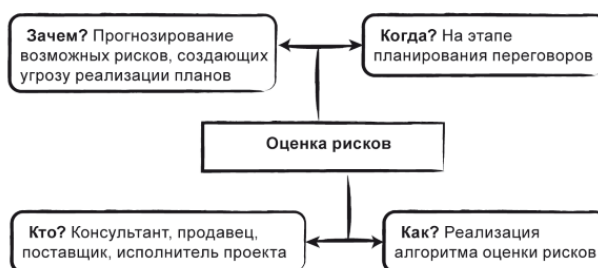 Зачем? Прогнозирование
возможных рисков, создающих
угрозу реализации планов
Когда? На этапе
планирования переговоров
Оценка рисков
Кто? Консультант, продавец,
поставщик, исполнитель проекта
Как? Реализация
алгоритма оценки рисков